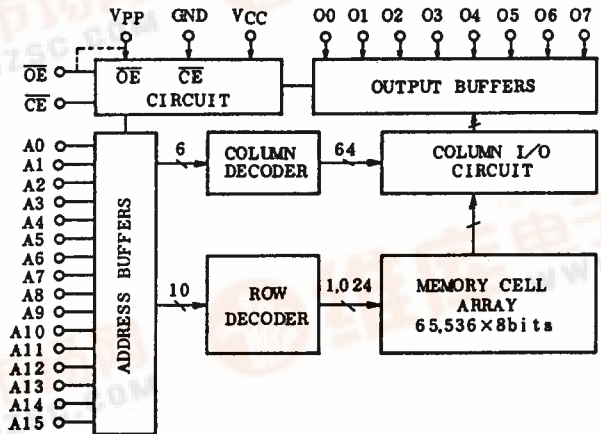 VPP GND VCC O0 O1 O2 O3 O4 O5 O6 O7
OE
CE
OE CE
CIRCUIT
OUTPUT BUFFERS
A0
A1
A2
A3
A4
A5
A6
A7
A8
A9
A10
A11
A12
A13
A14
A15
ADDRESS BUFFERS
6
COLUMN
DECODER
64
COLUMN I/O
CIRCUIT
10
ROW
DECODER
1,024
MEMORY CELL
ARRAY
65,536×8bits